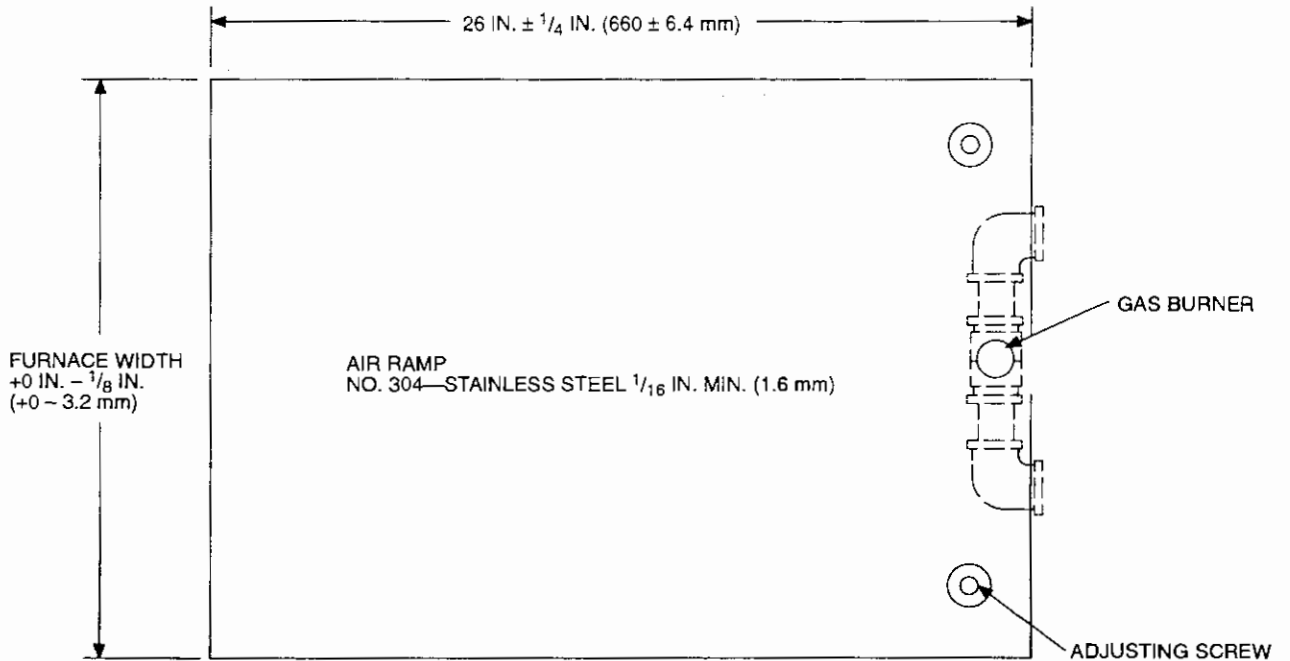 26 IN. ± 1/4 IN. (660 ± 6.4 mm)
GAS BURNER
FURNACE WIDTH
+0 IN. – 1/8 IN.
(+0 ~ 3.2 mm)
AIR RAMP
NO. 304—STAINLESS STEEL 1/16 IN. MIN. (1.6 mm)
ADJUSTING SCREW